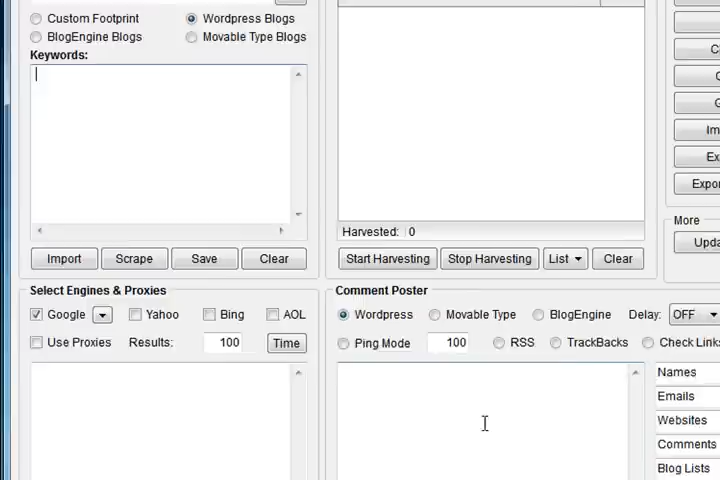 Custom Footprint Wordpress Blogs
BlogEngine Blogs Movable Type Blogs
Keywords:
Harvested: 0
Import Scrape Save Clear
Start Harvesting Stop Harvesting List Clear
More
Select Engines & Proxies
Google Yahoo Bing AOL
Use Proxies Results: 100 Time
Comment Poster
Wordpress Movable Type BlogEngine Delay: OFF
Ping Mode 100 RSS TrackBacks Check Links
Names
Emails
Websites
Comments
Blog Lists